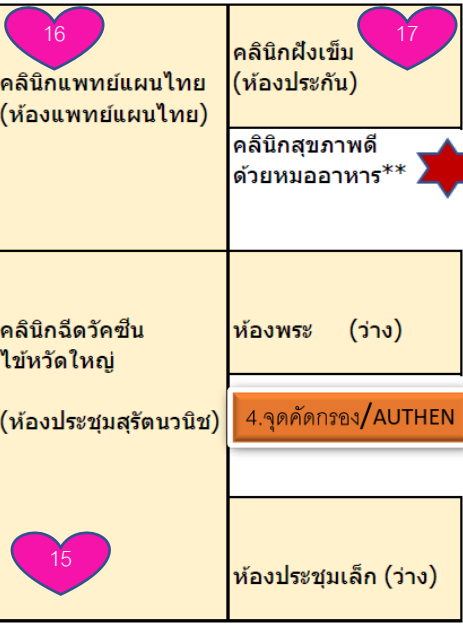 16
คลินิกแพทย์แผนไทย
(ห้องแพทย์แผนไทย)
17
คลินิกฝังเข็ม
(ห้องประกัน)
คลินิกสุขภาพดี
ด้วยหมออาหาร**
คลินิกฉีดวัคซีน
ไข้หวัดใหญ่
(ห้องประชุมสุรัตนวนิช)
15
ห้องพระ (ว่าง)
4.จุดคัดกรอง/AUTHEN
ห้องประชุมเล็ก (ว่าง)